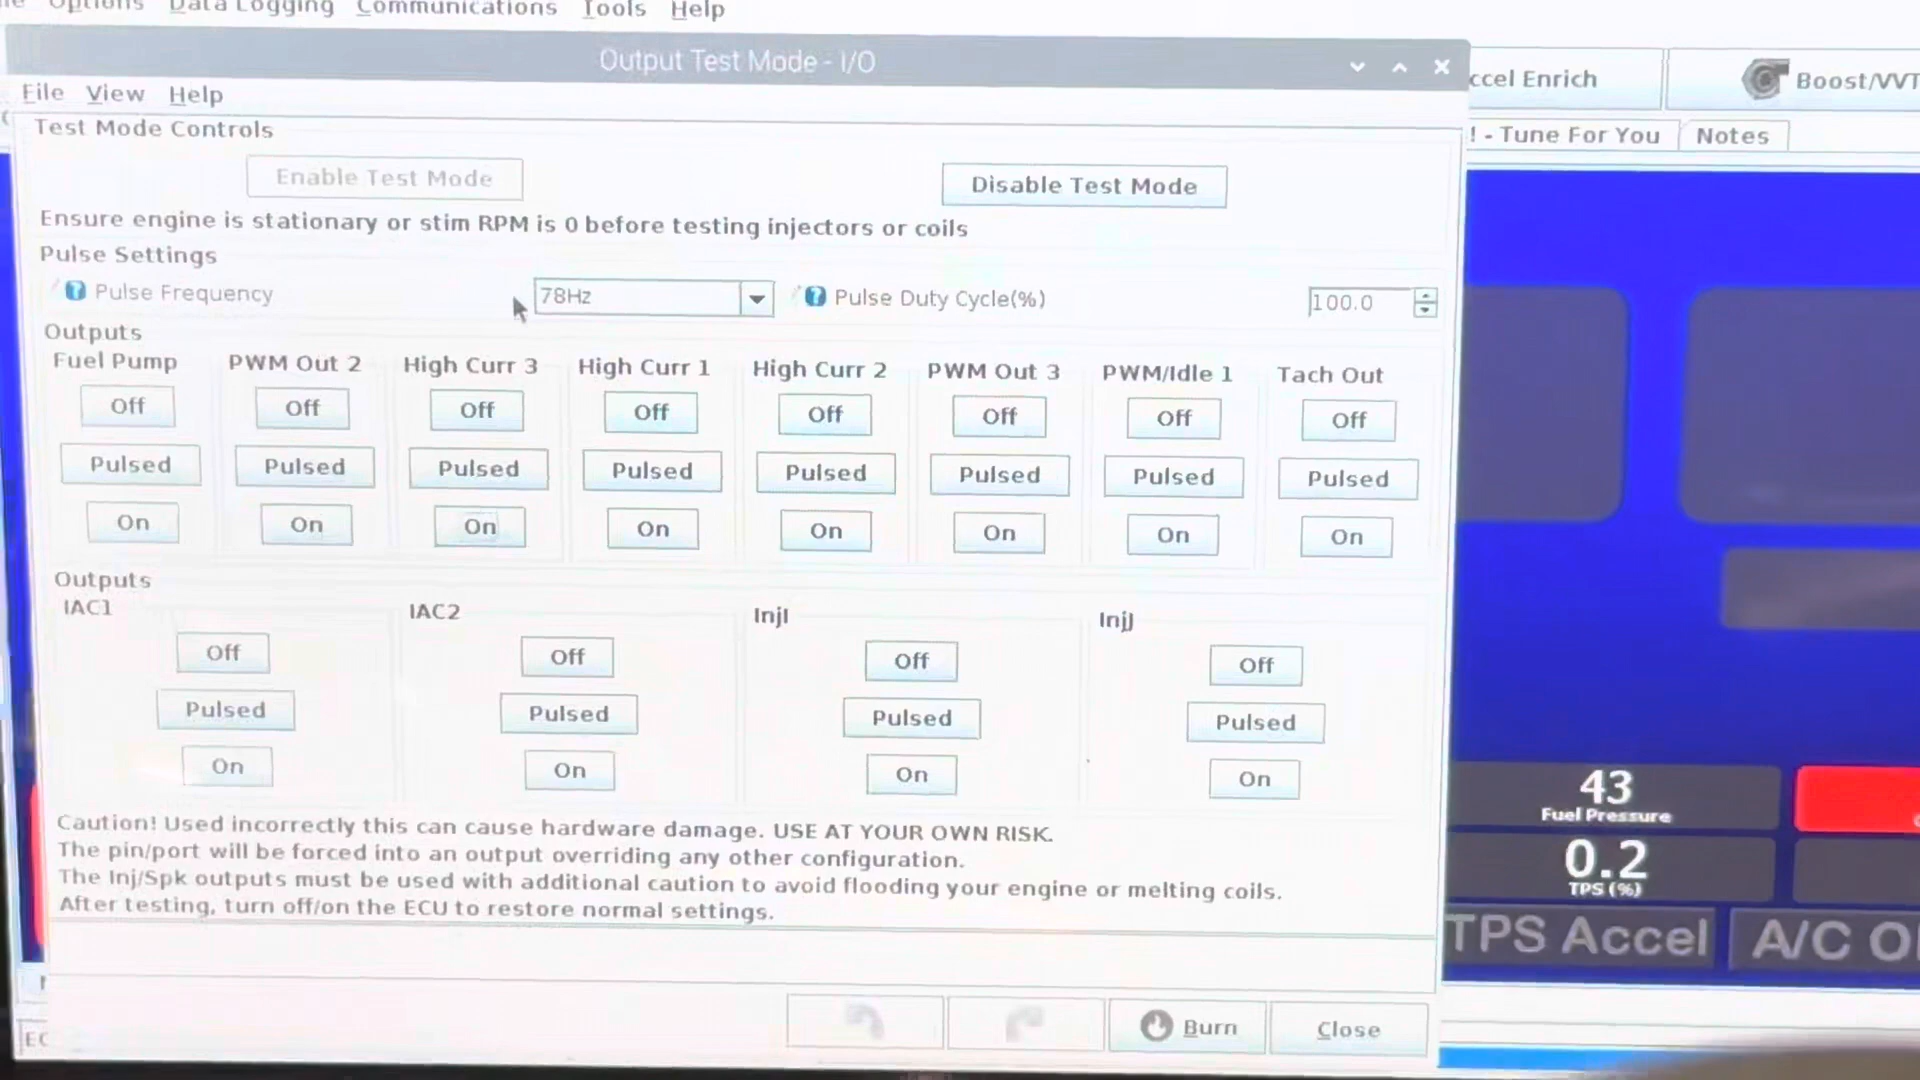 Options Data Logging Communications Tools Help
Output Test Mode - I/O
File View Help
Accel Enrich
Boost/VVT
! - Tune For You
Notes
Test Mode Controls
Enable Test Mode
Disable Test Mode
Ensure engine is stationary or stim RPM is 0 before testing injectors or coils
Pulse Settings
Pulse Frequency
78Hz
Pulse Duty Cycle(%)
100.0
Outputs
Fuel Pump PWM Out 2 High Curr 3 High Curr 1 High Curr 2 PWM Out 3 PWM/Idle 1 Tach Out
Off Off Off Off Off Off Off Off
Pulsed Pulsed Pulsed Pulsed Pulsed Pulsed Pulsed Pulsed
On On On On On On On On
Outputs
IAC1 IAC2 InjI InjJ
Off Off Off Off
Pulsed Pulsed Pulsed Pulsed
On On On On
Caution! Used incorrectly this can cause hardware damage. USE AT YOUR OWN RISK.
The pin/port will be forced into an output overriding any other configuration.
The Inj/Spk outputs must be used with additional caution to avoid flooding your engine or melting coils.
After testing, turn off/on the ECU to restore normal settings.
Burn
Close
43
Fuel Pressure
0.2
TPS (%)
TPS Accel
A/C